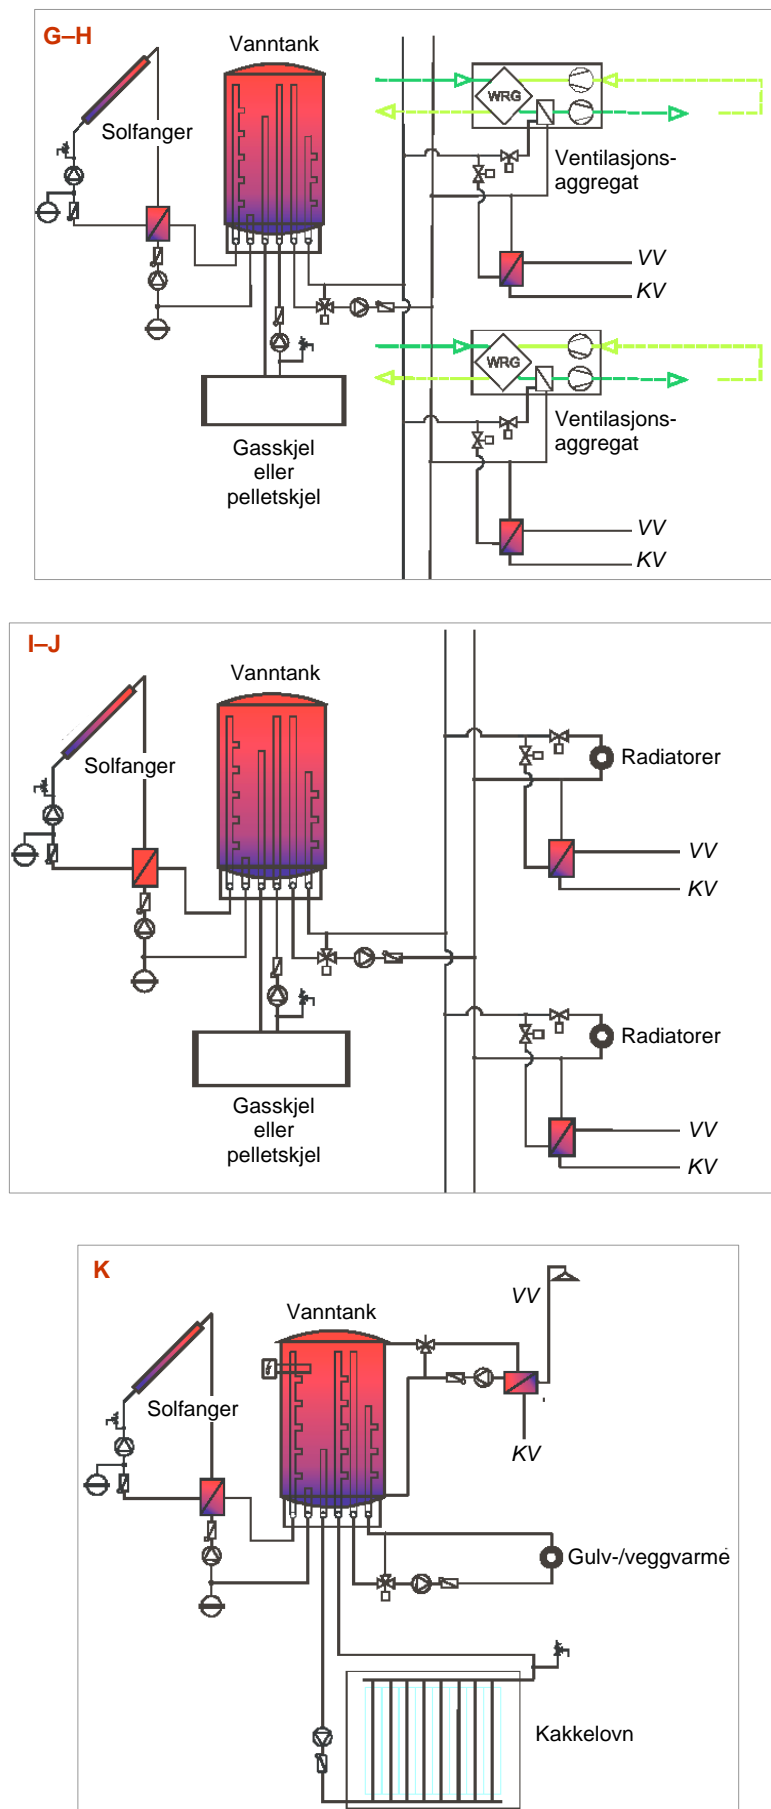 G–H
Vanntank
Solfanger
WRG
Ventilasjons-
aggregat
VV
KV
WRG
Ventilasjons-
aggregat
Gasskjel
eller
pelletskjel
VV
KV
I–J
Vanntank
Solfanger
Radiatorer
VV
KV
Radiatorer
Gasskjel
eller
pelletskjel
VV
KV
K
VV
Vanntank
Solfanger
KV
Gulv-/veggvarme
Kakkelovn